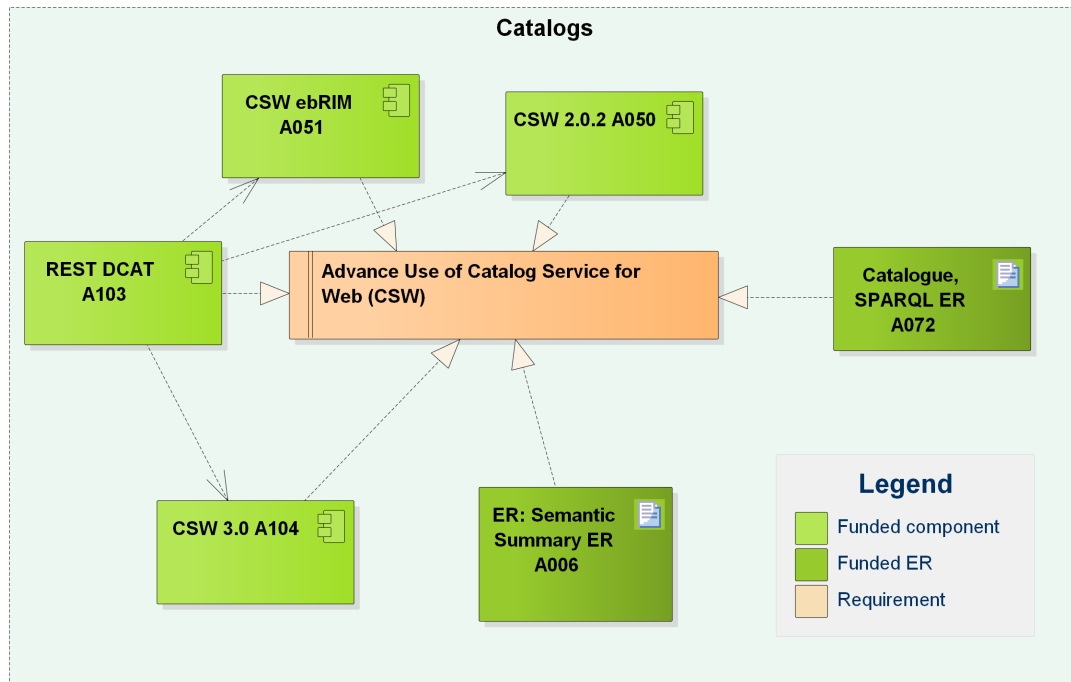 Catalogs
CSW ebRIM
A051
CSW 2.0.2 A050
REST DCAT
A103
Advance Use of Catalog Service for
Web (CSW)
Catalogue,
SPARQL ER
A072
CSW 3.0 A104
ER: Semantic
Summary ER
A006
Legend
Funded component
Funded ER
Requirement